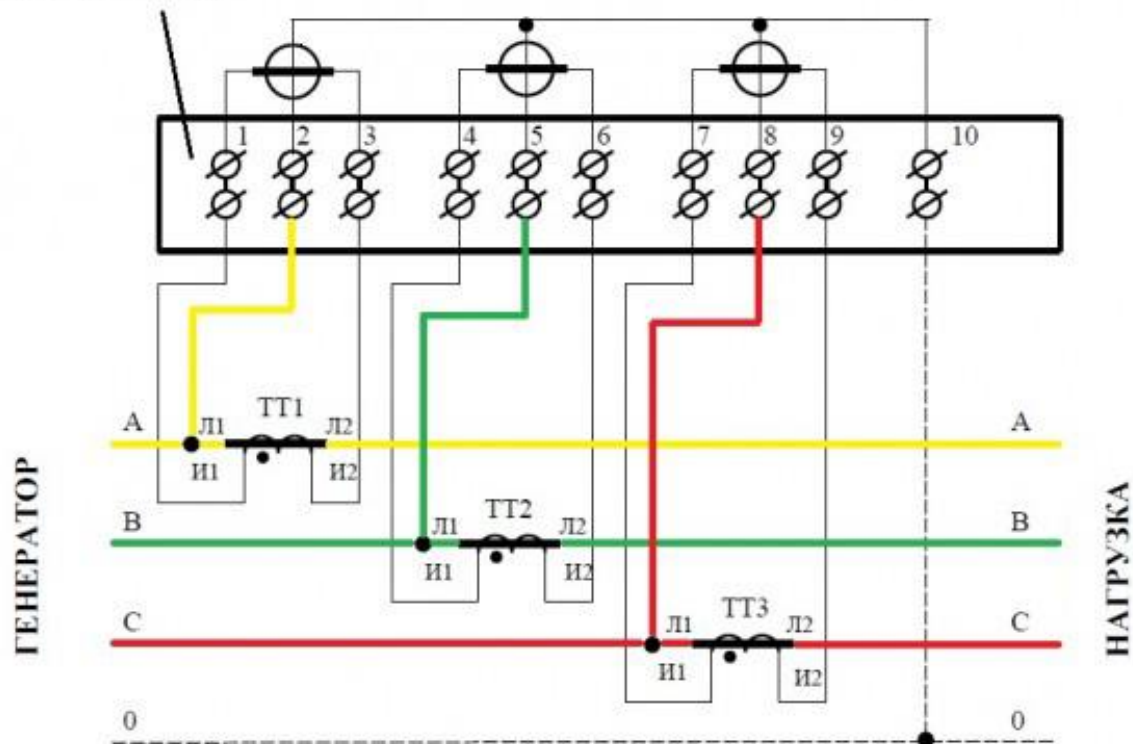 1 2 3 4 5 6 7 8 9 10
ТТ1
А Л1 Л2 А
И1 И2
ТТ2
В Л1 Л2 В
И1 И2
ТТ3
С Л1 Л2 С
И1 И2
0 0
ГЕНЕРАТОР
НАГРУЗКА